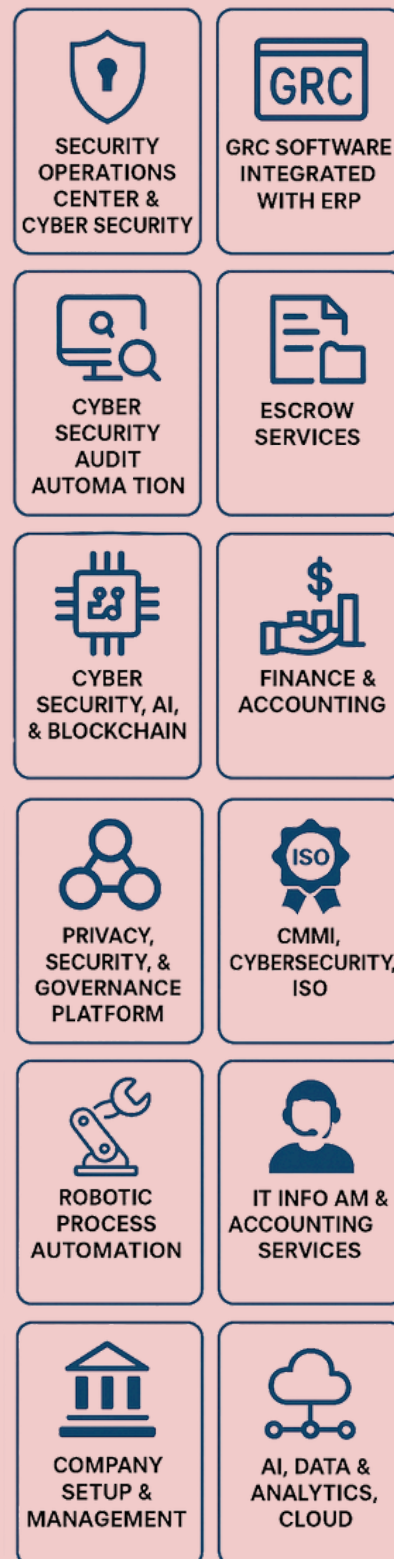 SECURITY
OPERATIONS
CENTER &
CYBER SECURITY
GRC
GRC SOFTWARE
INTEGRATED
WITH ERP
CYBER
SECURITY
AUDIT
AUTOMA TION
ESCROW
SERVICES
CYBER
SECURITY, AI,
& BLOCKCHAIN
$
FINANCE &
ACCOUNTING
PRIVACY,
SECURITY, &
GOVERNANCE
PLATFORM
ISO
CMMI,
CYBERSECURITY,
ISO
ROBOTIC
PROCESS
AUTOMATION
IT INFO AM &
ACCOUNTING
SERVICES
COMPANY
SETUP &
MANAGEMENT
AI, DATA &
ANALYTICS,
CLOUD